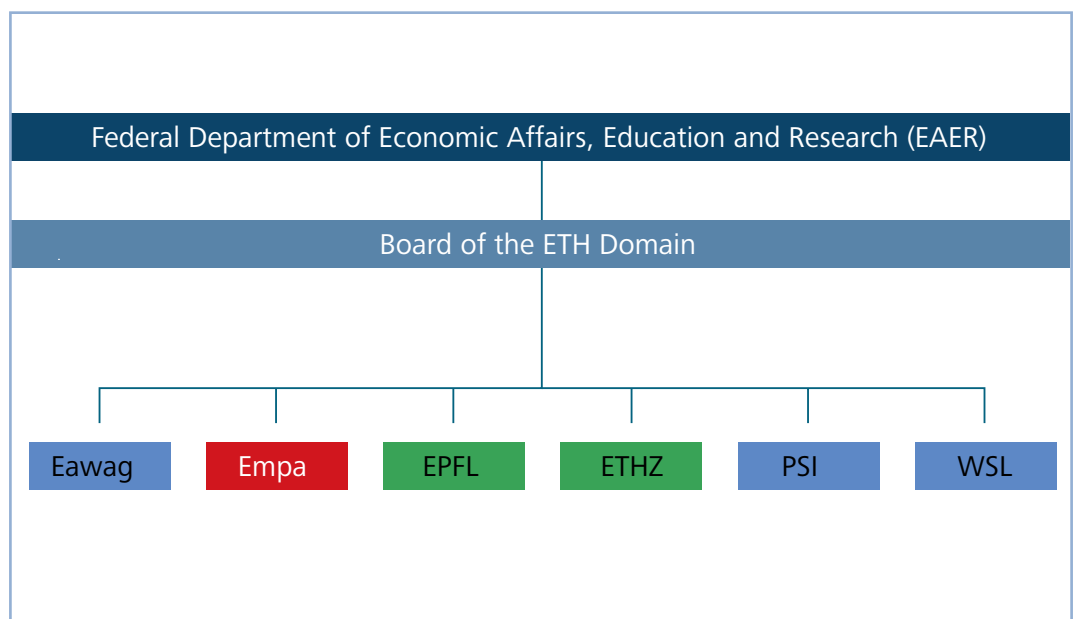 Federal Department of Economic Affairs, Education and Research (EAER)
Board of the ETH Domain
Eawag
Empa
EPFL
ETHZ
PSI
WSL